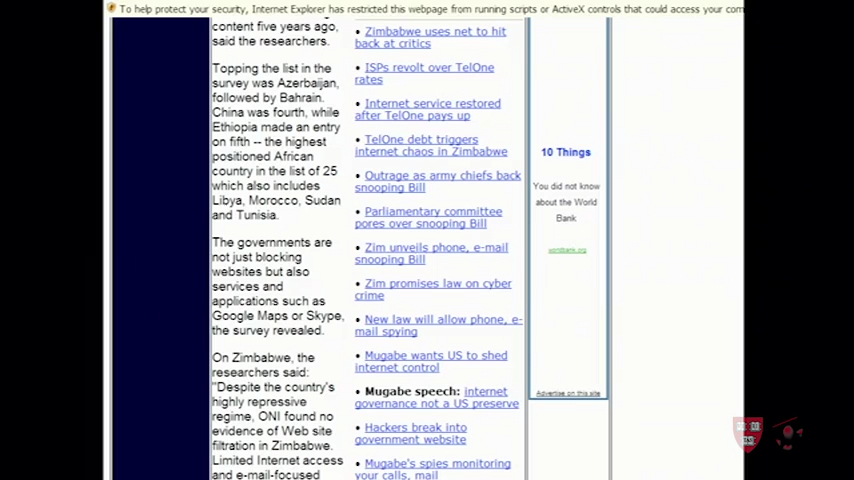 To help protect your security, Internet Explorer has restricted this webpage from running scripts or ActiveX controls that could access your com
content five years ago,
said the researchers.
Topping the list in the
survey was Azerbaijan,
followed by Bahrain.
China was fourth, while
Ethiopia made an entry
on fifth -- the highest
positioned African
country in the list of 25
which also includes
Libya, Morocco, Sudan
and Tunisia.
The governments are
not just blocking
websites but also
services and
applications such as
Google Maps or Skype,
the survey revealed.
On Zimbabwe, the
researchers said:
"Despite the country's
highly repressive
regime, ONI found no
evidence of Web site
filtration in Zimbabwe.
Limited Internet access
and e-mail-focused
• Zimbabwe uses net to hit
back at critics
• ISPs revolt over TelOne
rates
• Internet service restored
after TelOne pays up
• TelOne debt triggers
internet chaos in Zimbabwe
• Outrage as army chiefs back
snooping Bill
• Parliamentary committee
pores over snooping Bill
• Zim unveils phone, e-mail
snooping Bill
• Zim promises law on cyber
crime
• New law will allow phone, e-
mail spying
• Mugabe wants US to shed
internet control
• Mugabe speech: internet
governance not a US preserve
• Hackers break into
government website
• Mugabe's spies monitoring
your calls, mail
10 Things
You did not know
about the World
Bank
worldbank.org
Advertise on this site